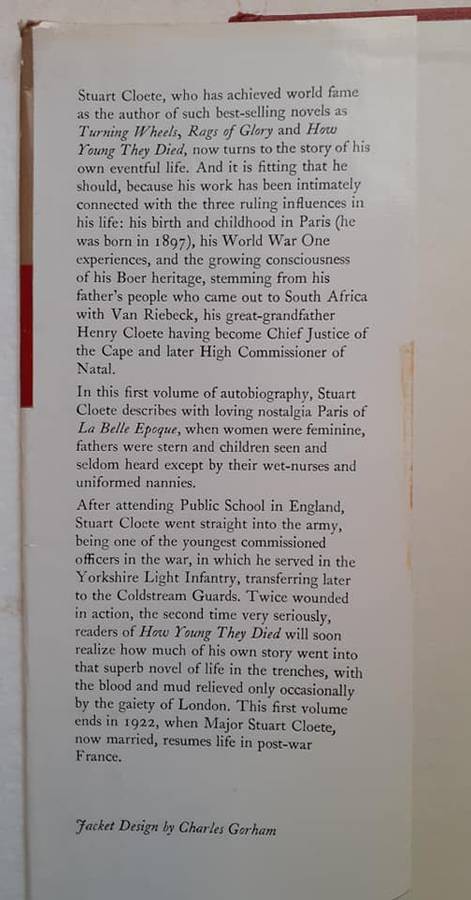 Stuart Cloete, who has achieved world fame
as the author of such best-selling novels as
Turning Wheels, Rags of Glory and How
Young They Died, now turns to the story of his
own eventful life. And it is fitting that he
should, because his work has been intimately
connected with the three ruling influences in
his life: his birth and childhood in Paris (he
was born in 1897), his World War One
experiences, and the growing consciousness
of his Boer heritage, stemming from his
father's people who came out to South Africa
with Van Riebeck, his great-grandfather
Henry Cloete having become Chief Justice of
the Cape and later High Commissioner of
Natal.
In this first volume of autobiography, Stuart
Cloete describes with loving nostalgia Paris of
La Belle Epoque, when women were feminine,
fathers were stern and children seen and
seldom heard except by their wet-nurses and
uniformed nannies.
After attending Public School in England,
Stuart Cloete went straight into the army,
being one of the youngest commissioned
officers in the war, in which he served in the
Yorkshire Light Infantry, transferring later
to the Coldstream Guards. Twice wounded
in action, the second time very seriously,
readers of How Young They Died will soon
realize how much of his own story went into
that superb novel of life in the trenches, with
the blood and mud relieved only occasionally
by the gaiety of London. This first volume
ends in 1922, when Major Stuart Cloete,
now married, resumes life in post-war
France.
Jacket Design by Charles Gorham